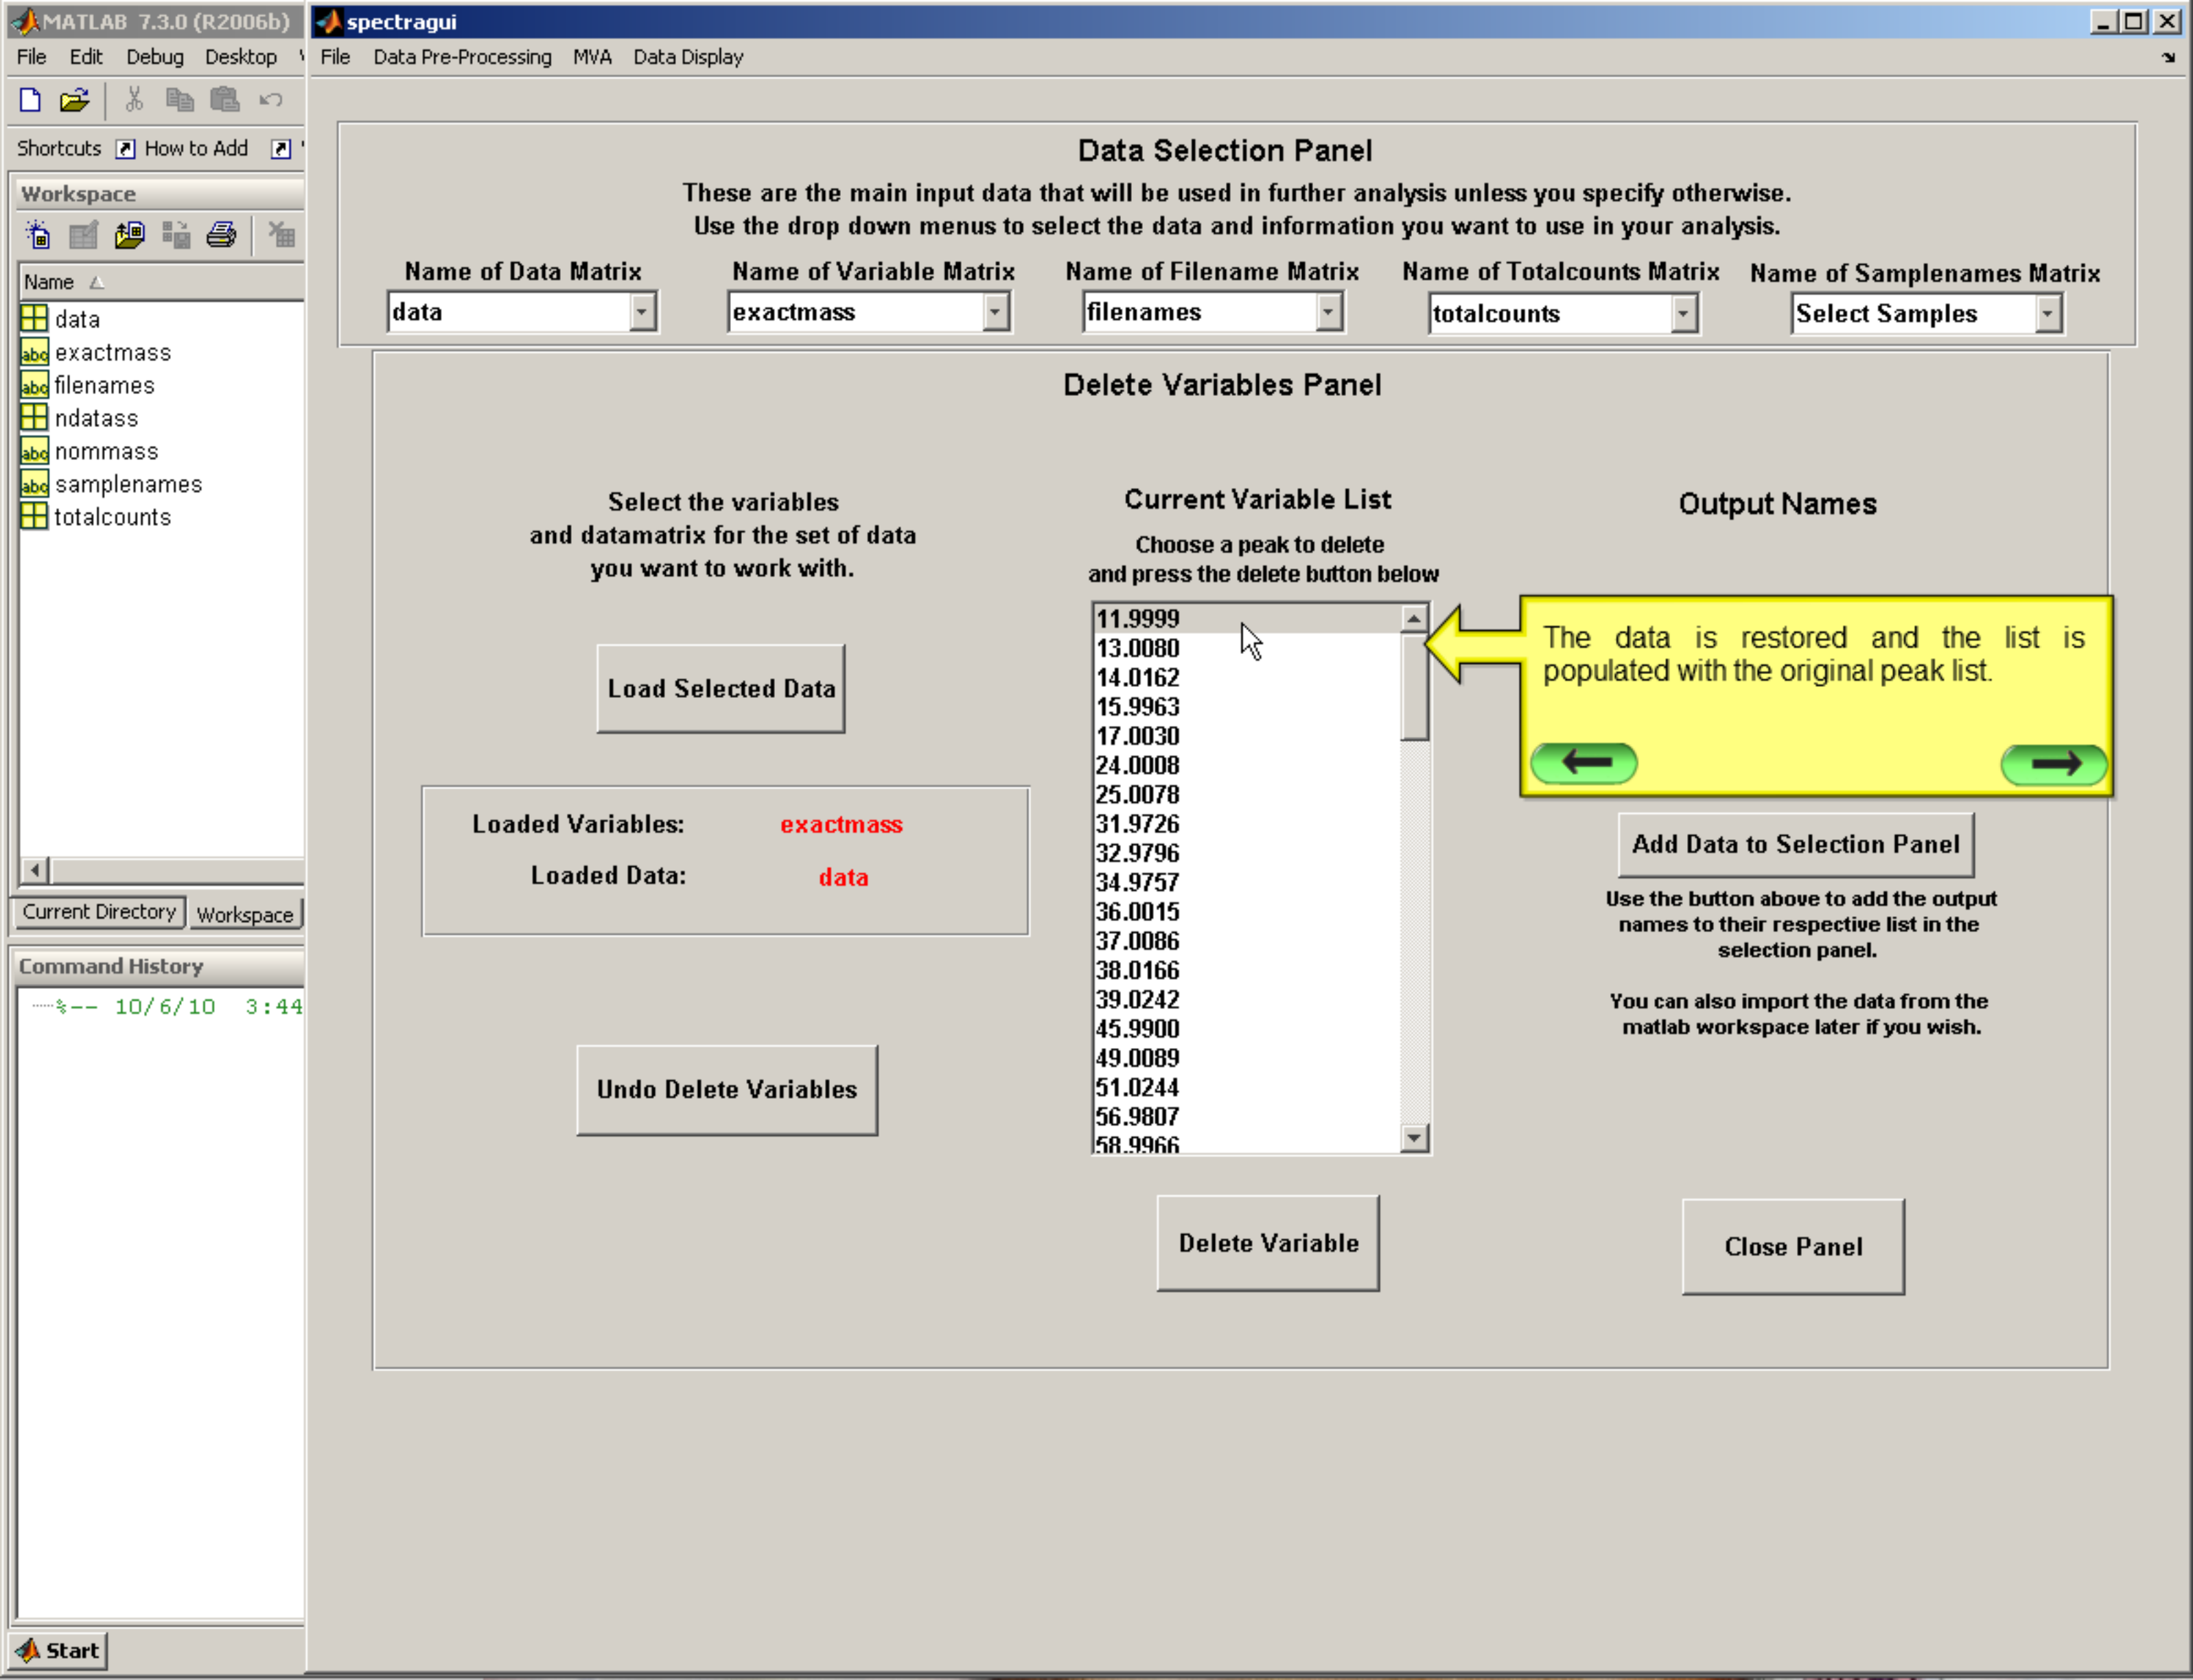 MATLAB 7.3.0 (R2006b)
File Edit Debug Desktop
Shortcuts How to Add
Workspace
Name
data
exactmass
filenames
ndatass
nommass
samplenames
totalcounts
Current Directory Workspace
Command History
%-- 10/6/10 3:44
Start
spectragui
File Data Pre-Processing MVA Data Display
Data Selection Panel
These are the main input data that will be used in further analysis unless you specify otherwise.
Use the drop down menus to select the data and information you want to use in your analysis.
Name of Data Matrix Name of Variable Matrix Name of Filename Matrix Name of Totalcounts Matrix Name of Samplenames Matrix
data exactmass filenames totalcounts Select Samples
Delete Variables Panel
Select the variables
and datamatrix for the set of data
you want to work with.
Load Selected Data
Loaded Variables: exactmass
Loaded Data: data
Undo Delete Variables
Current Variable List
Choose a peak to delete
and press the delete button below
11.9999
13.0080
14.0162
15.9963
17.0030
24.0008
25.0078
31.9726
32.9796
34.9757
36.0015
37.0086
38.0166
39.0242
45.9900
49.0089
51.0244
56.9807
58.9966
Delete Variable
Output Names
The data is restored and the list is
populated with the original peak list.
Add Data to Selection Panel
Use the button above to add the output
names to their respective list in the
selection panel.
You can also import the data from the
matlab workspace later if you wish.
Close Panel